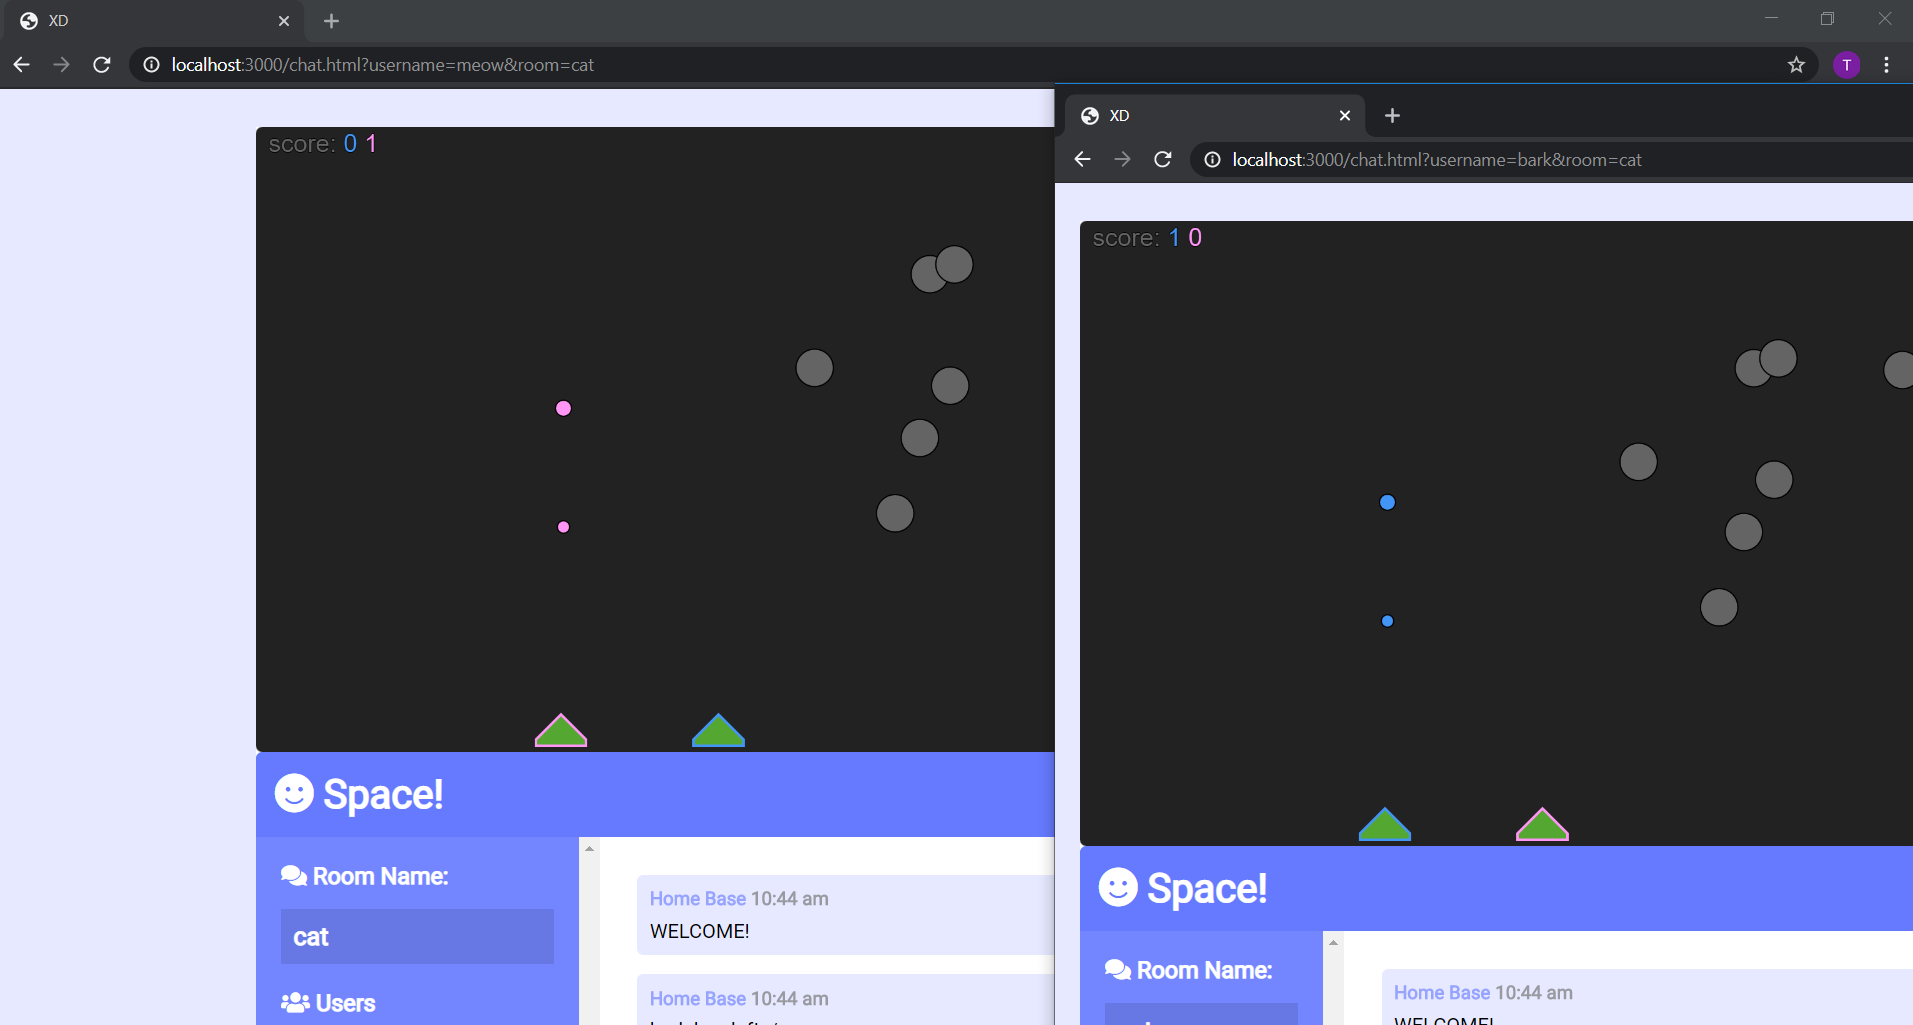 XD
localhost:3000/chat.html?username=meow&room=cat
T
score: 0 1
Space!
Room Name:
cat
Users
Home Base 10:44 am
WELCOME!
Home Base 10:44 am
XD
localhost:3000/chat.html?username=bark&room=cat
score: 1 0
Space!
Room Name:
Home Base 10:44 am
WELCOME!